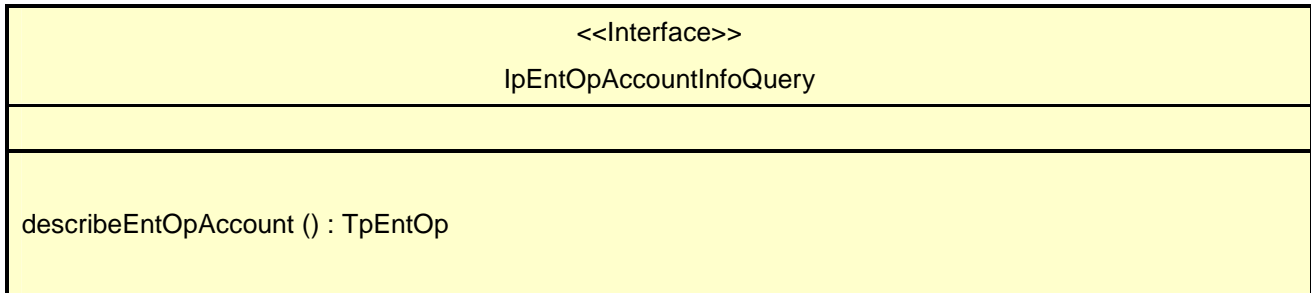 <<Interface>>
IpEntOpAccountInfoQuery
describeEntOpAccount () : TpEntOp